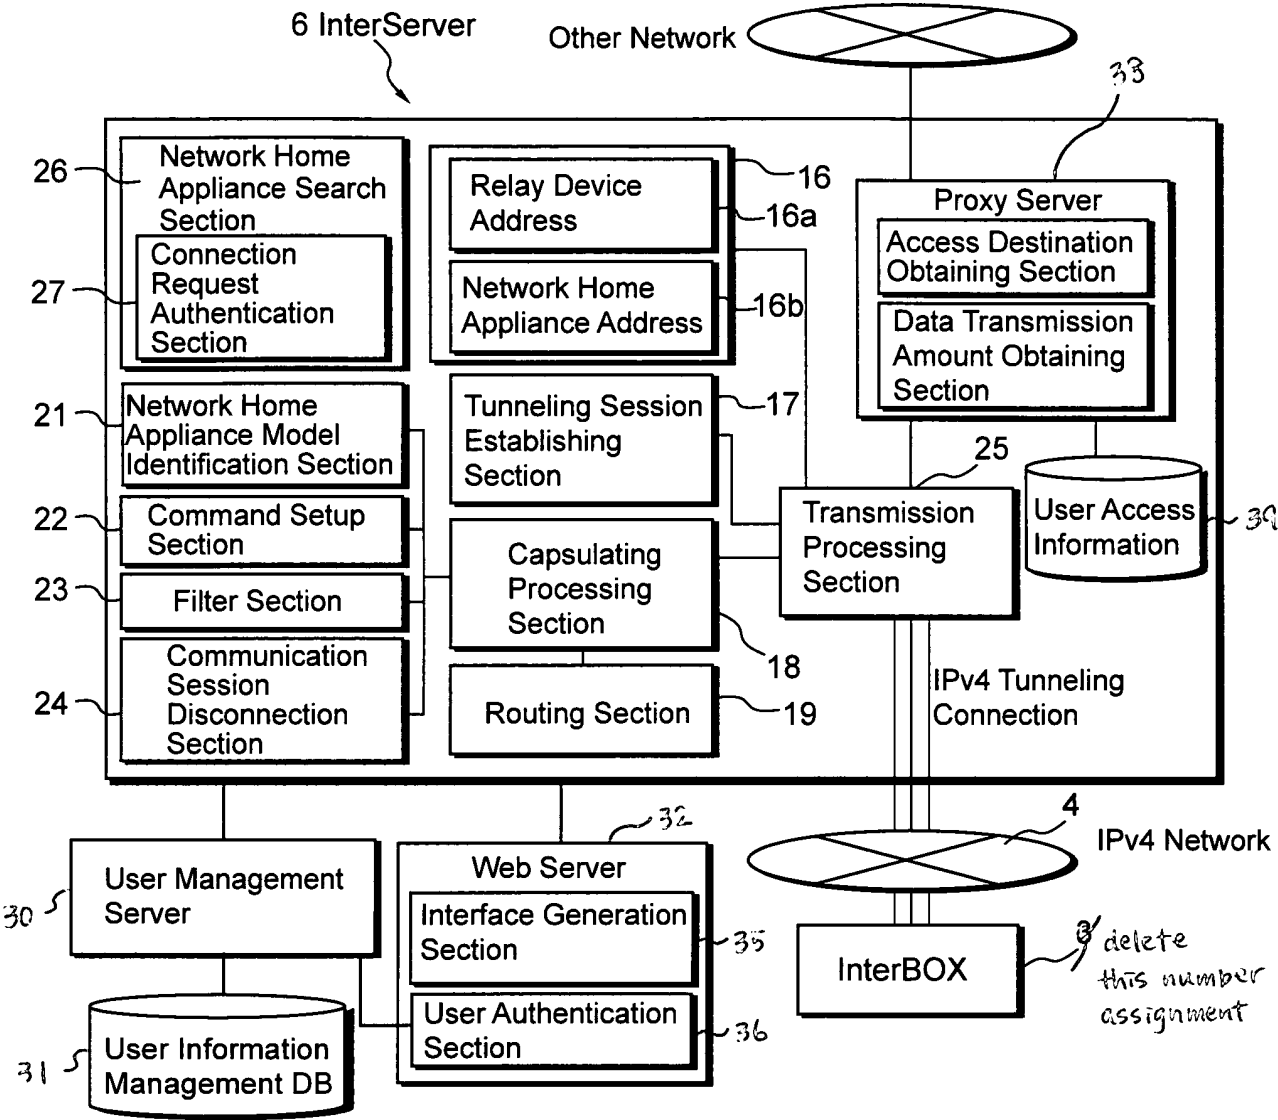 6 InterServer
Other Network
33
26
Network Home
Appliance Search
Section
27
Connection
Request
Authentication
Section
16
Relay Device
Address
16a
Network Home
Appliance Address
16b
Proxy Server
Access Destination
Obtaining Section
Data Transmission
Amount Obtaining
Section
21
Network Home
Appliance Model
Identification Section
Tunneling Session
Establishing
Section
17
25
Transmission
Processing
Section
User Access
Information
39
22
Command Setup
Section
23
Filter Section
24
Communication
Session
Disconnection
Section
Capsulating
Processing
Section
18
Routing Section
19
IPv4 Tunneling
Connection
4
IPv4 Network
30
User Management
Server
32
Web Server
Interface Generation
Section
35
User Authentication
Section
36
InterBOX
delete
this number
assignment
31
User Information
Management DB